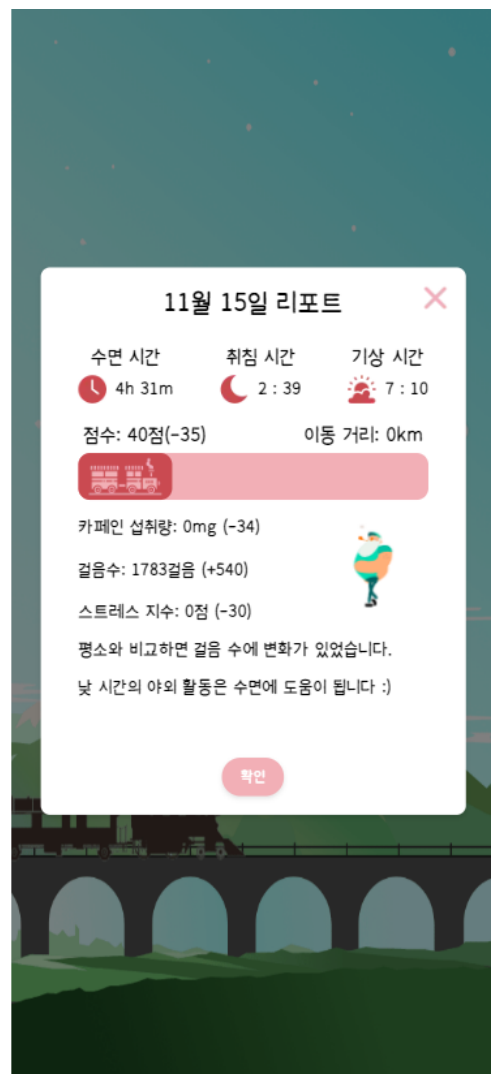 11월 15일 리포트
수면 시간 취침 시간 기상 시간
4h 31m 2 : 39 7 : 10
점수: 40점(-35) 이동 거리: 0km
카페인 섭취량: 0mg (-34)
걸음수: 1783걸음 (+540)
스트레스 지수: 0점 (-30)
평소와 비교하면 걸음 수에 변화가 있었습니다.
낮 시간의 야외 활동은 수면에 도움이 됩니다 :)
확인